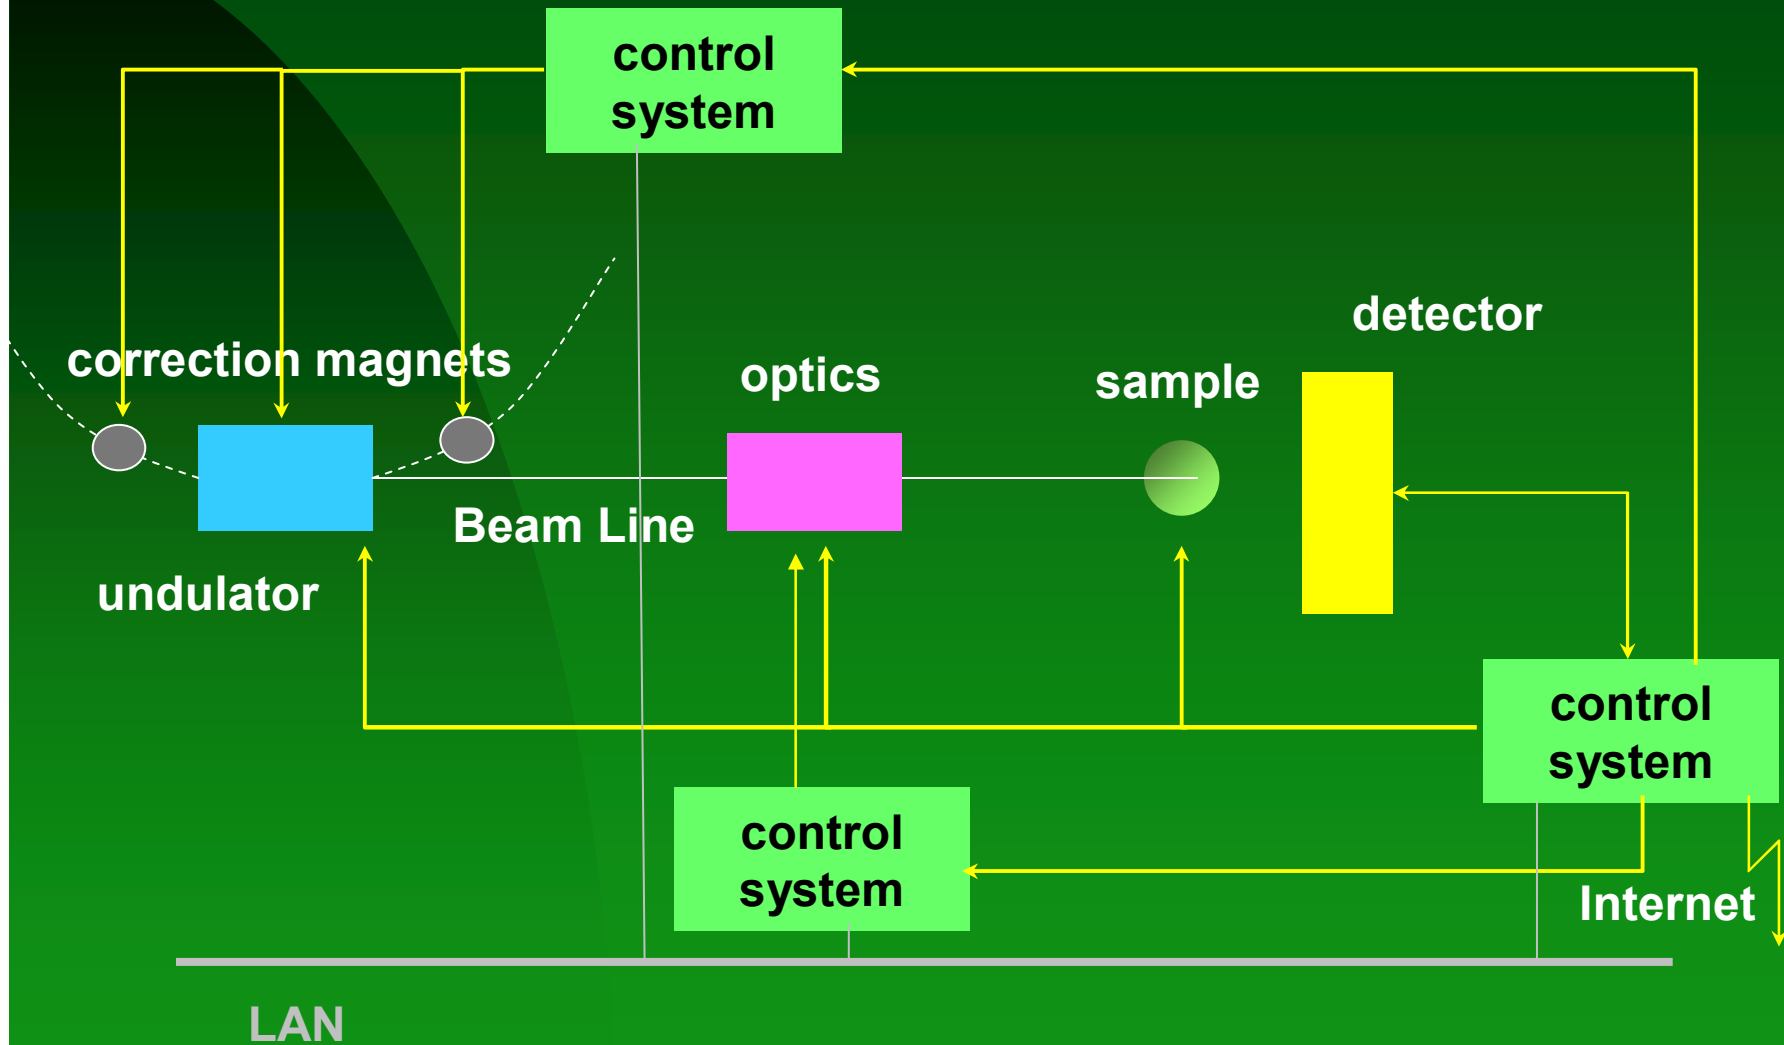 control
system
detector
correction magnets
optics
sample
Beam Line
undulator
control
system
control
system
Internet
LAN